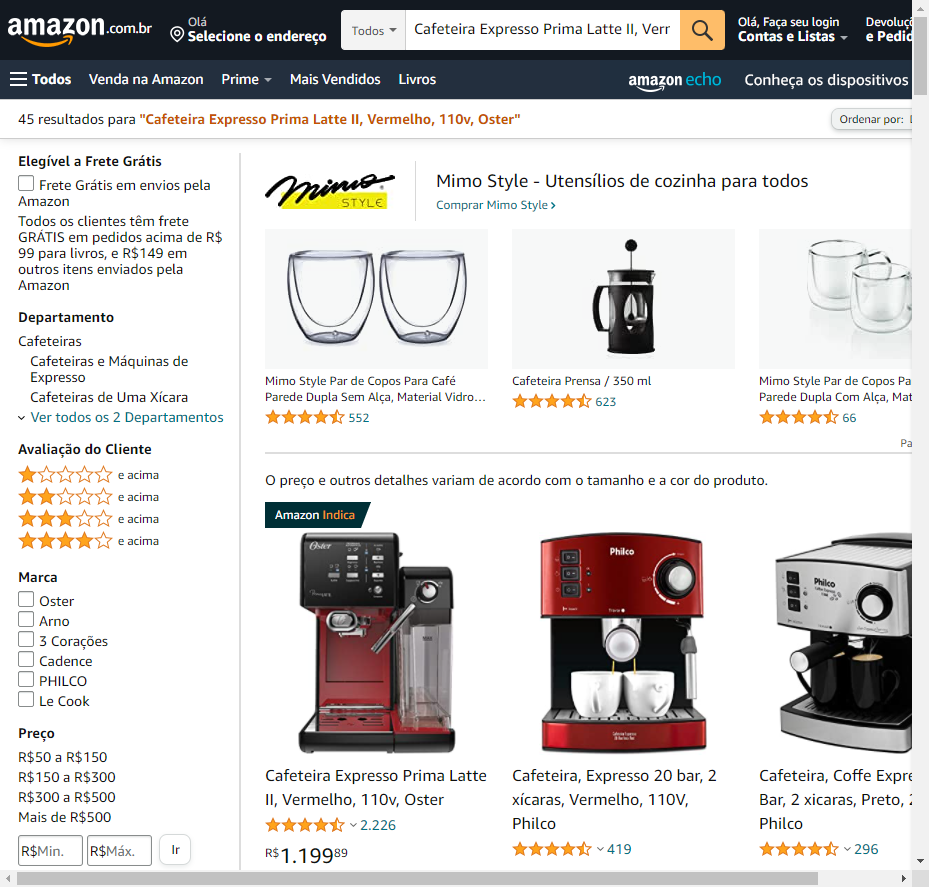 amazon.com.br
Olá
Selecione o endereço
Todos
Cafeteira Expresso Prima Latte II, Verr
Olá, Faça seu login
Contas e Listas
Devoluç
e Pedid
Todos
Venda na Amazon
Prime
Mais Vendidos
Livros
amazon echo
Conheça os dispositivos
45 resultados para "Cafeteira Expresso Prima Latte II, Vermelho, 110v, Oster"
Ordenar por:
Elegível a Frete Grátis
Frete Grátis em envios pela
Amazon
Todos os clientes têm frete
GRÁTIS em pedidos acima de R$
99 para livros, e R$149 em
outros itens enviados pela
Amazon
Departamento
Cafeteiras
Cafeteiras e Máquinas de
Expresso
Cafeteiras de Uma Xícara
Ver todos os 2 Departamentos
Avaliação do Cliente
e acima
e acima
e acima
e acima
Marca
Oster
Arno
3 Corações
Cadence
PHILCO
Le Cook
Preço
R$50 a R$150
R$150 a R$300
R$300 a R$500
Mais de R$500
R$Mín.
R$Máx.
Ir
mimo
STYLE
Mimo Style - Utensílios de cozinha para todos
Comprar Mimo Style
Mimo Style Par de Copos Para Café
Parede Dupla Sem Alça, Material Vidro…
552
Cafeteira Prensa / 350 ml
623
Mimo Style Par de Copos Pa
Parede Dupla Com Alça, Mat
66
Pa
O preço e outros detalhes variam de acordo com o tamanho e a cor do produto.
Amazon Indica
Oster
Philco
Philco
Cafeteira Expresso Prima Latte
II, Vermelho, 110v, Oster
2.226
R$1.19989
Cafeteira, Expresso 20 bar, 2
xícaras, Vermelho, 110V,
Philco
419
Cafeteira, Coffe Expre
Bar, 2 xicaras, Preto, 2
Philco
296